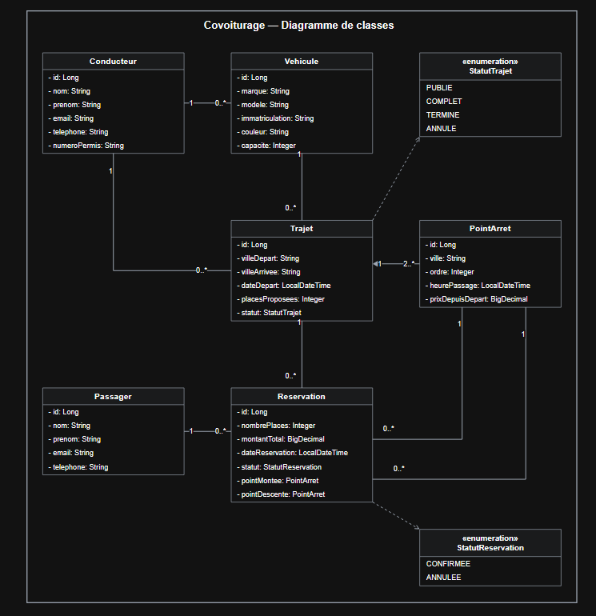 Covoiturage — Diagramme de classes
Conducteur
- id: Long
- nom: String
- prenom: String
- email: String
- telephone: String
- numeroPermis: String
1
0..*
Vehicule
- id: Long
- marque: String
- modele: String
- immatriculation: String
- couleur: String
- capacite: Integer
«enumeration»
StatutTrajet
PUBLIE
COMPLET
TERMINE
ANNULE
1
1
0..*
0..*
Trajet
- id: Long
- villeDepart: String
- villeArrivee: String
- dateDepart: LocalDateTime
- placesProposees: Integer
- statut: StatutTrajet
1
2..*
PointArret
- id: Long
- ville: String
- ordre: Integer
- heurePassage: LocalDateTime
- prixDepuisDepart: BigDecimal
1
1
1
0..*
Passager
- id: Long
- nom: String
- prenom: String
- email: String
- telephone: String
1
0..*
Reservation
- id: Long
- nombrePlaces: Integer
- montantTotal: BigDecimal
- dateReservation: LocalDateTime
- statut: StatutReservation
- pointMontee: PointArret
- pointDescente: PointArret
0..*
0..*
«enumeration»
StatutReservation
CONFIRMEE
ANNULEE